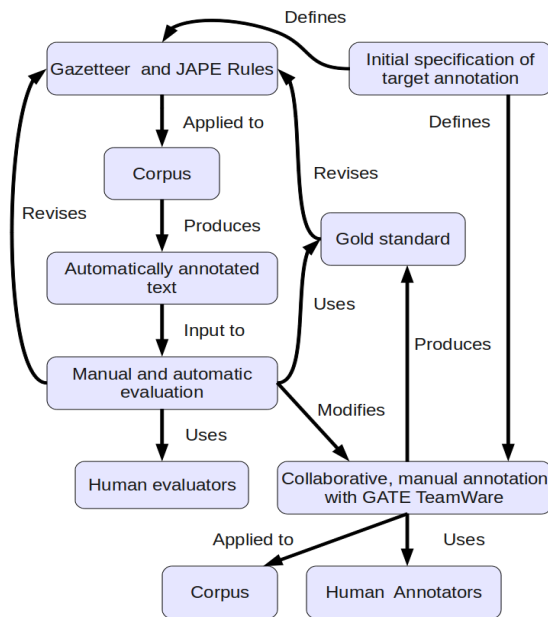 Defines
Gazetteer and JAPE Rules
Initial specification of
target annotation
Applied to
Defines
Corpus
Revises
Revises
Produces
Gold standard
Automatically annotated
text
Uses
Input to
Produces
Manual and automatic
evaluation
Modifies
Uses
Human evaluators
Collaborative, manual annotation
with GATE TeamWare
Applied to
Uses
Corpus
Human Annotators